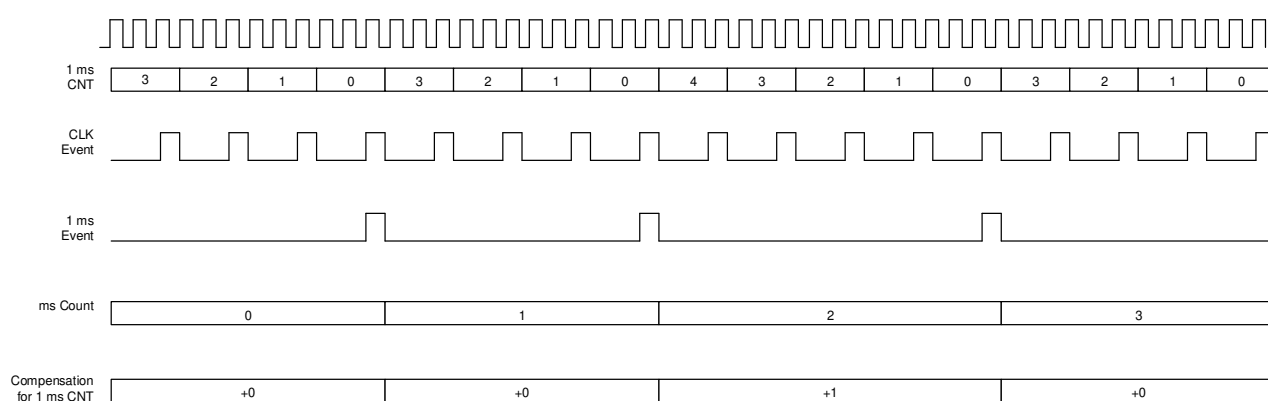 1 ms
CNT
3 2 1 0 3 2 1 0 4 3 2 1 0 3 2 1 0
CLK
Event
1 ms
Event
ms Count
0 1 2 3
Compensation
for 1 ms CNT
+0 +0 +1 +0